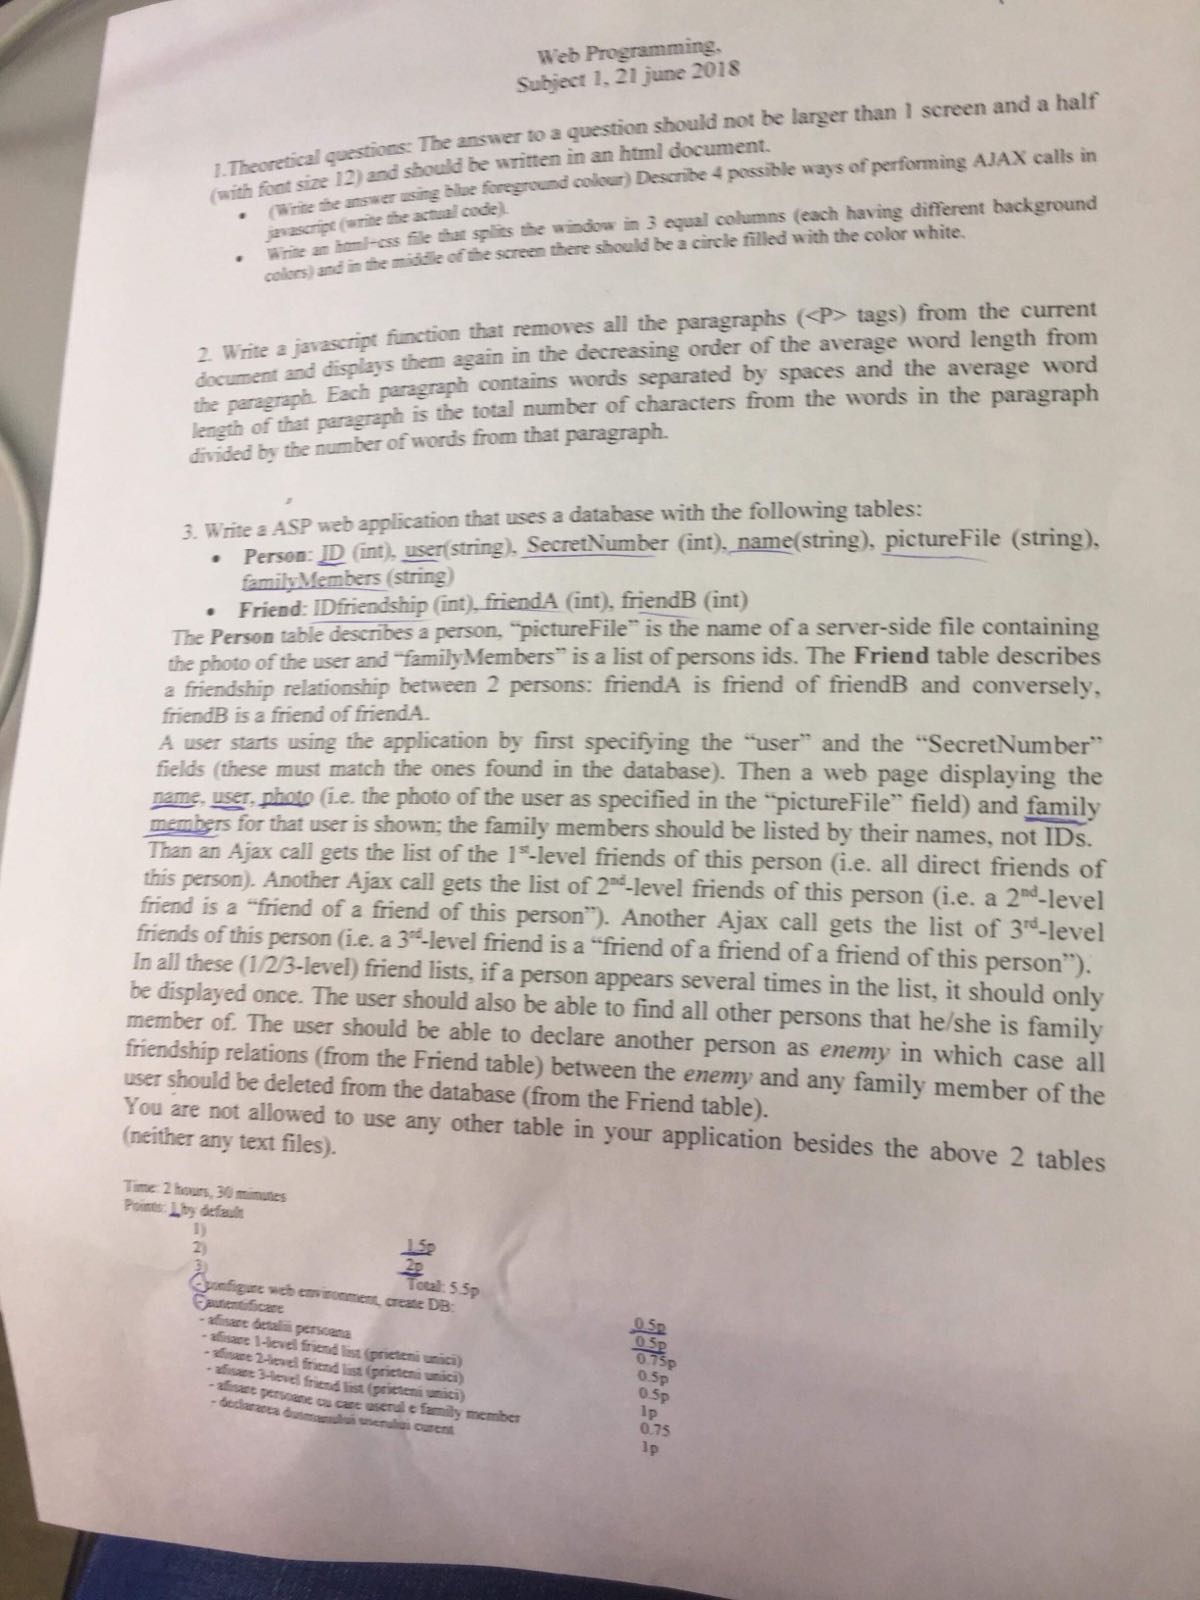 Web Programming,
Subject 1, 21 june 2018
1.Theoretical questions: The answer to a question should not be larger than 1 screen and a half
(with font size 12) and should be written in an html document.
• (Write the answer using blue foreground colour) Describe 4 possible ways of performing AJAX calls in
javascript (write the actual code).
• Write an html+css file that splits the window in 3 equal columns (each having different background
colors) and in the middle of the screen there should be a circle filled with the color white.
2. Write a javascript function that removes all the paragraphs (<P> tags) from the current
document and displays them again in the decreasing order of the average word length from
the paragraph. Each paragraph contains words separated by spaces and the average word
length of that paragraph is the total number of characters from the words in the paragraph
divided by the number of words from that paragraph.
3. Write a ASP web application that uses a database with the following tables:
• Person: ID (int), user(string), SecretNumber (int), name(string), pictureFile (string),
familyMembers (string)
• Friend: IDfriendship (int), friendA (int), friendB (int)
The Person table describes a person, “pictureFile” is the name of a server-side file containing
the photo of the user and “familyMembers” is a list of persons ids. The Friend table describes
a friendship relationship between 2 persons: friendA is friend of friendB and conversely,
friendB is a friend of friendA.
A user starts using the application by first specifying the “user” and the “SecretNumber”
fields (these must match the ones found in the database). Then a web page displaying the
name, user, photo (i.e. the photo of the user as specified in the “pictureFile” field) and family
members for that user is shown; the family members should be listed by their names, not IDs.
Than an Ajax call gets the list of the 1st-level friends of this person (i.e. all direct friends of
this person). Another Ajax call gets the list of 2nd-level friends of this person (i.e. a 2nd-level
friend is a “friend of a friend of this person”). Another Ajax call gets the list of 3rd-level
friends of this person (i.e. a 3rd-level friend is a “friend of a friend of a friend of this person”).
In all these (1/2/3-level) friend lists, if a person appears several times in the list, it should only
be displayed once. The user should also be able to find all other persons that he/she is family
member of. The user should be able to declare another person as enemy in which case all
friendship relations (from the Friend table) between the enemy and any family member of the
user should be deleted from the database (from the Friend table).
You are not allowed to use any other table in your application besides the above 2 tables
(neither any text files).
Time: 2 hours, 30 minutes
Points: 1 by default
1) 1.5p
2) 2p
3) Total: 5.5p
- configure web environment, create DB: 0.5p
- autentificare 0.5p
- afisare detalii persoana 0.75p
- afisare 1-level friend list (prieteni unici) 0.5p
- afisare 2-level friend list (prieteni unici) 0.5p
- afisare 3-level friend list (prieteni unici) 1p
- afisare persoane cu care userul e family member 0.75
- declararea dusmanului userului curent 1p